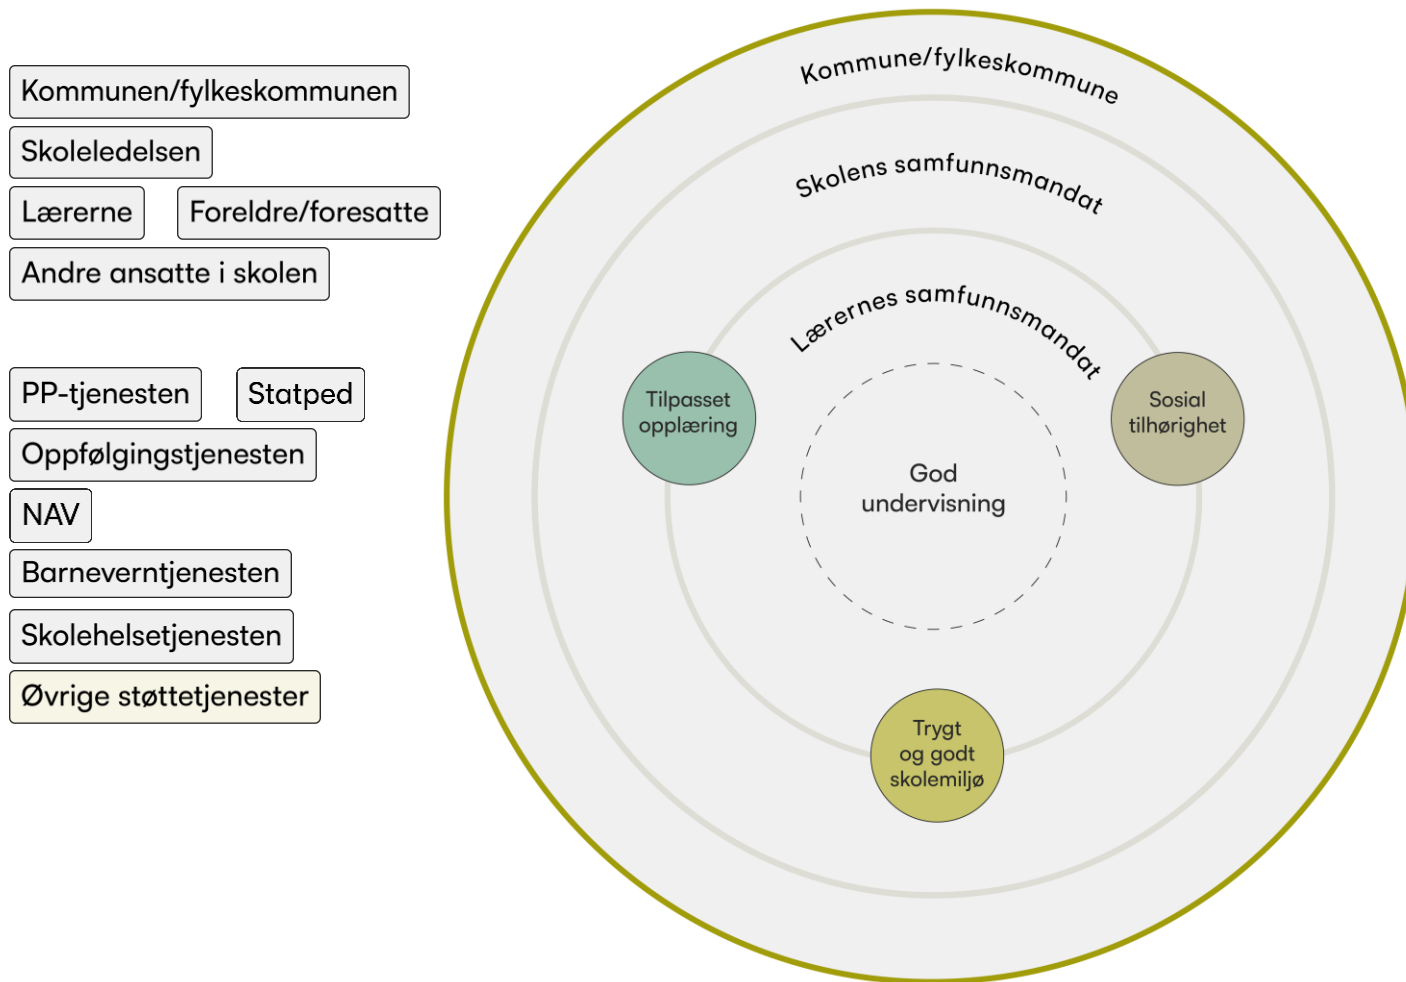 Kommunen/fylkeskommunen
Skoleledelsen
Lærerne
Foreldre/foresatte
Andre ansatte i skolen
PP-tjenesten
Statped
Oppfølgingstjenesten
NAV
Barneverntjenesten
Skolehelsetjenesten
Øvrige støttetjenester
Kommune/fylkeskommune
Skolens samfunnsmandat
Lærernes samfunnsmandat
Tilpasset
opplæring
Sosial
tilhørighet
God
undervisning
Trygt
og godt
skolemiljø